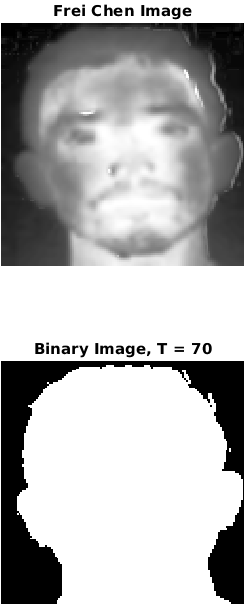 Frei Chen Image
Binary Image, T = 70